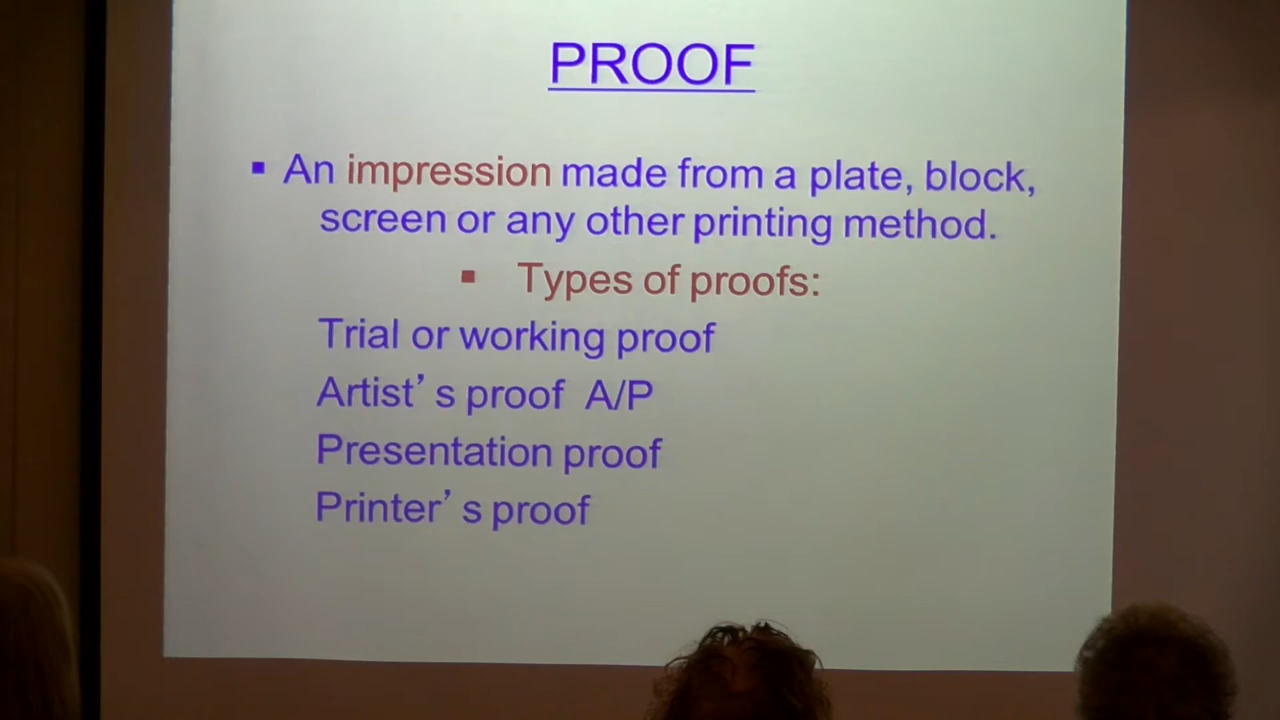 PROOF
▪ An impression made from a plate, block,
screen or any other printing method.
▪ Types of proofs:
Trial or working proof
Artist’s proof A/P
Presentation proof
Printer’s proof